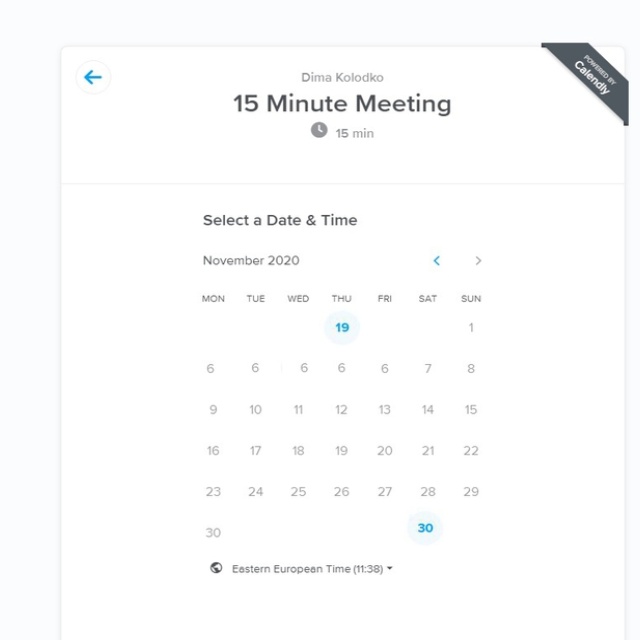 Dima Kolodko
POWERED BY
Calendly
15 Minute Meeting
15 min
Select a Date & Time
November 2020
MON TUE WED THU FRI SAT SUN
19 1
6 6 6 6 6 7 8
9 10 11 12 13 14 15
16 17 18 19 20 21 22
23 24 25 26 27 28 29
30 30
Eastern European Time (11:38)